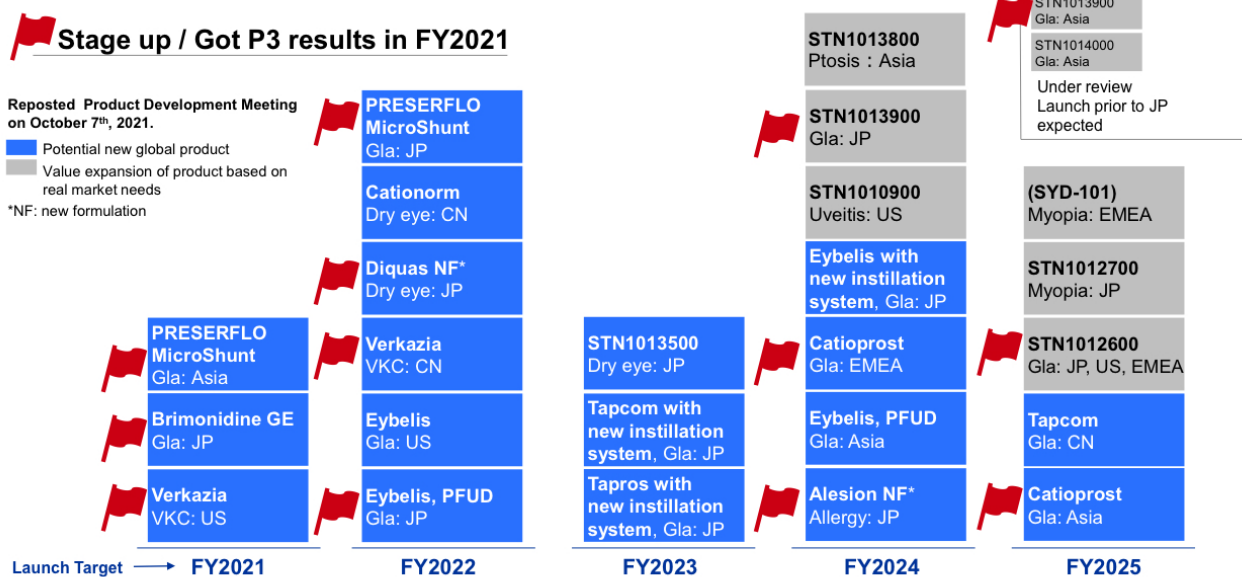 Stage up / Got P3 results in FY2021
Reposted Product Development Meeting
on October 7th, 2021.
Potential new global product
Value expansion of product based on
real market needs
*NF: new formulation
PRESERFLO
MicroShunt
Gla: Asia
Brimonidine GE
Gla: JP
Verkazia
VKC: US
PRESERFLO
MicroShunt
Gla: JP
Cationorm
Dry eye: CN
Diquas NF*
Dry eye: JP
Verkazia
VKC: CN
Eybelis
Gla: US
Eybelis, PFUD
Gla: JP
STN1013500
Dry eye: JP
Tapcom with
new instillation
system, Gla: JP
Tapros with
new instillation
system, Gla: JP
STN1013800
Ptosis : Asia
STN1013900
Gla: JP
STN1010900
Uveitis: US
Eybelis with
new instillation
system, Gla: JP
Catioprost
Gla: EMEA
Eybelis, PFUD
Gla: Asia
Alesion NF*
Allergy: JP
STN1013900
Gla: Asia
STN1014000
Gla: Asia
Under review
Launch prior to JP
expected
(SYD-101)
Myopia: EMEA
STN1012700
Myopia: JP
STN1012600
Gla: JP, US, EMEA
Tapcom
Gla: CN
Catioprost
Gla: Asia
Launch Target
FY2021
FY2022
FY2023
FY2024
FY2025